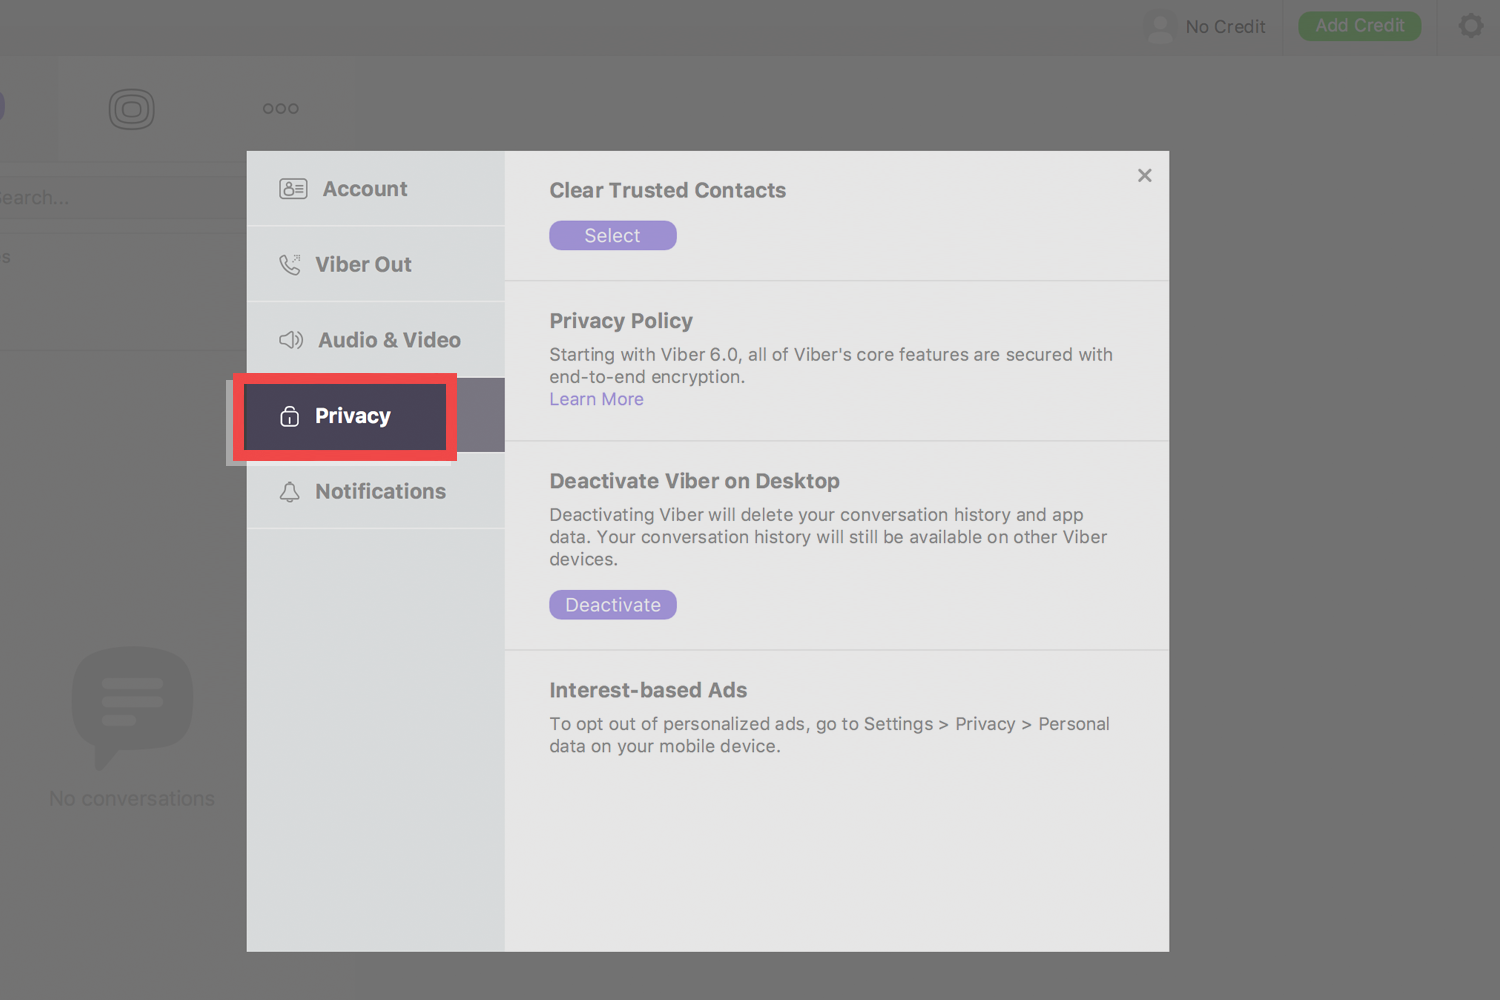 No Credit
Add Credit
Search...
s
Account
Viber Out
Audio & Video
Privacy
Notifications
Clear Trusted Contacts
Select
Privacy Policy
Starting with Viber 6.0, all of Viber's core features are secured with
end-to-end encryption.
Learn More
Deactivate Viber on Desktop
Deactivating Viber will delete your conversation history and app
data. Your conversation history will still be available on other Viber
devices.
Deactivate
Interest-based Ads
To opt out of personalized ads, go to Settings > Privacy > Personal
data on your mobile device.
No conversations